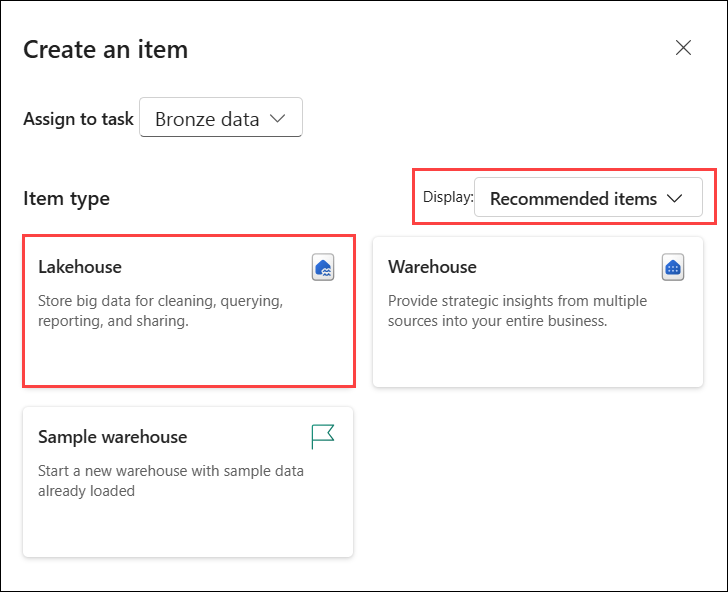 Create an item
Assign to task Bronze data
Item type
Display: Recommended items
Lakehouse
Store big data for cleaning, querying,
reporting, and sharing.
Warehouse
Provide strategic insights from multiple
sources into your entire business.
Sample warehouse
Start a new warehouse with sample data
already loaded